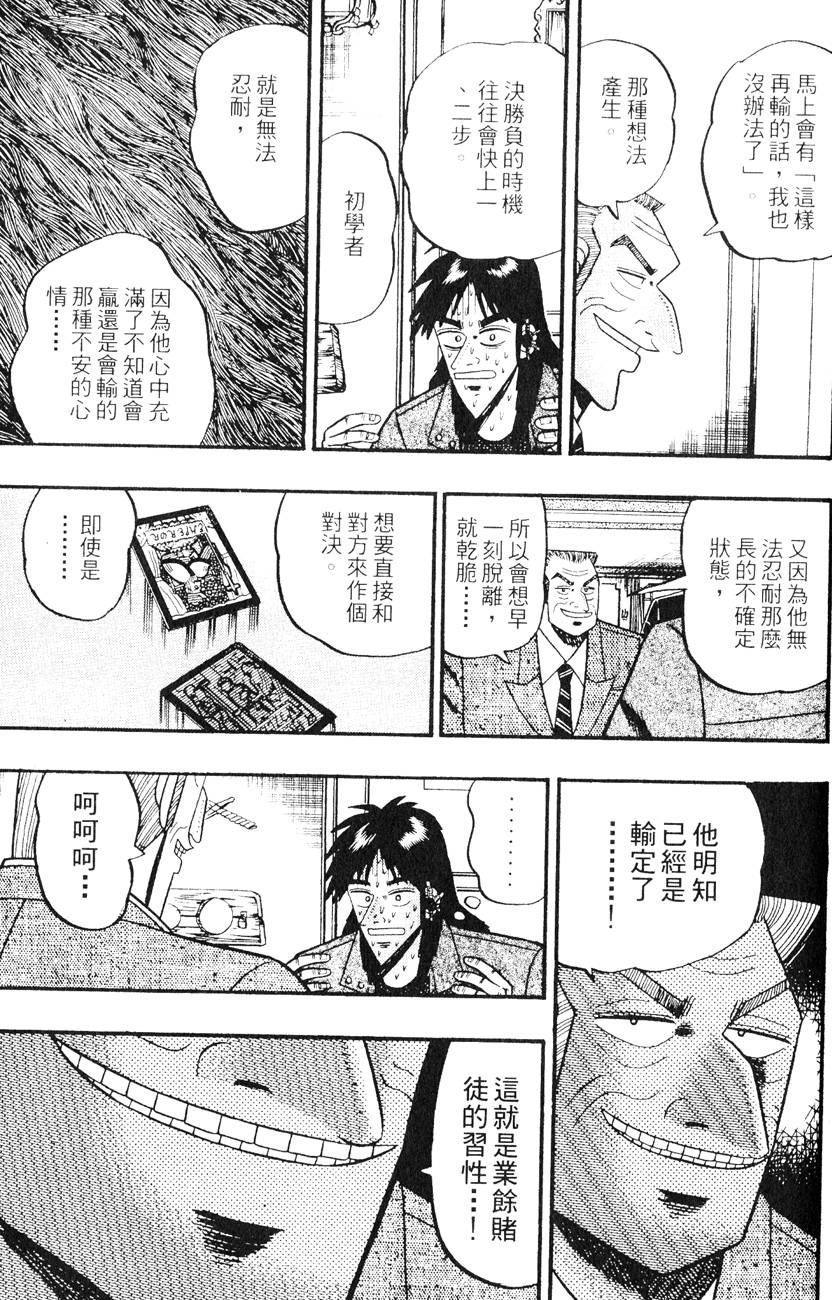 馬上會有「這樣
再輸的話，我也
沒辦法了」。
那種想法
產生。
決勝負的時機
往往會快上一
、二步。
初學者
就是無法
忍耐，
因為他心中充
滿了不知道會
贏還是會輸的
那種不安的心
情……
又因為他無
法忍耐那麼
長的不確定
狀態，
所以會想早
一刻脫離，
就乾脆……
想要直接和
對方來作個
對決。
EMPEROR
即使是
………
他明知
已經是
輸定了
………！
………
呵呵呵…
這就是業餘賭
徒的習性…！